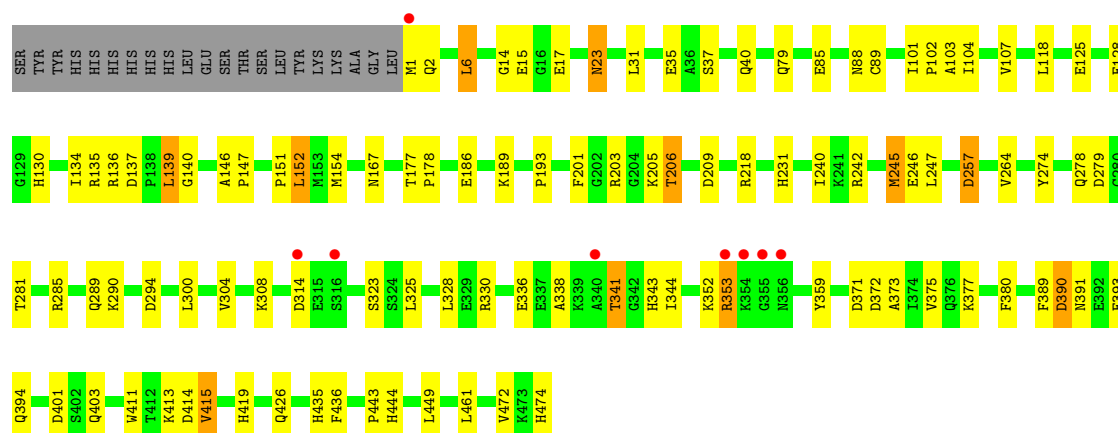 SER TYR TYR HIS HIS HIS HIS HIS HIS LEU GLU SER THR SER LEU TYR LYS LYS ALA GLY LEU M1 Q2 L6 G14 E15 G16 E17 N23 L31 E35 A36 S37 Q40 Q79 E85 N88 C89 I101 P102 A103 I104 V107 L118 E125
G129 H130 I134 R135 R136 D137 P138 L139 G140 A146 P147 P151 L152 M153 M154 N167 T177 P178 E186 K189 P193 F201 G202 R203 G204 K205 T206 D209 R218 H231 I240 K241 R242 M245 E246 L247 D257 V264 Y274 Q278 D279
T281 R285 Q289 K290 D294 L300 V304 K308 D314 E315 S316 S323 S324 L325 L328 E329 R330 E336 E337 A338 K339 A340 T341 G342 H343 I344 K352 R353 K354 G355 N356 Y359 D371 D372 A373 I374 V375 Q376 K377 F380 F389 D390 N391 E392
Q394 D401 S402 Q403 W411 T412 K413 D414 V415 H419 Q426 H435 F436 P443 H444 L449 L461 V472 K473 H474